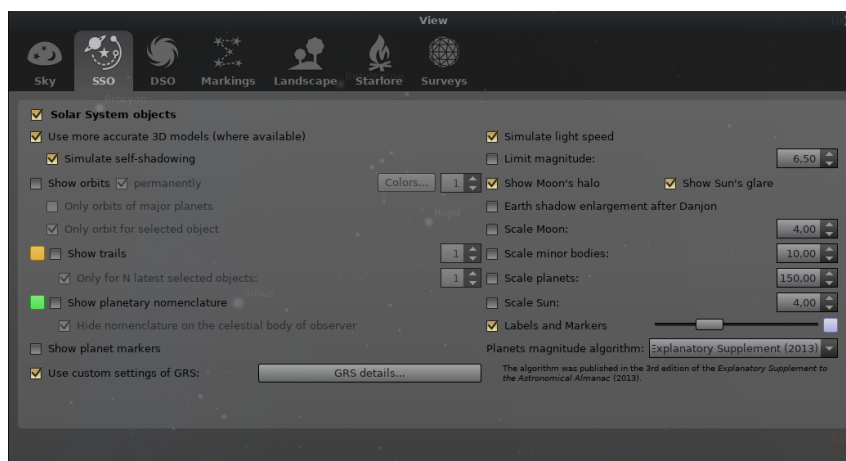 View
Sky SSO DSO Markings Landscape Starlore Surveys
Procyon
Solar System objects
Use more accurate 3D models (where available)
Simulate self-shadowing
Show orbits permanently Colors... 1
Only orbits of major planets
Only orbit for selected object
Rigel
Show trails 1
Only for N latest selected objects: 1
Sirius
Show planetary nomenclature
Hide nomenclature on the celestial body of observer
Show planet markers
Use custom settings of GRS: GRS details...
Simulate light speed
Limit magnitude: 6,50
Show Moon's halo Show Sun's glare
Earth shadow enlargement after Danjon
Scale Moon: 4,00
Scale minor bodies: 10,00
Scale planets: 150,00
Scale Sun: 4,00
Labels and Markers
Planets magnitude algorithm: Explanatory Supplement (2013)
The algorithm was published in the 3rd edition of the Explanatory Supplement to
the Astronomical Almanac (2013).